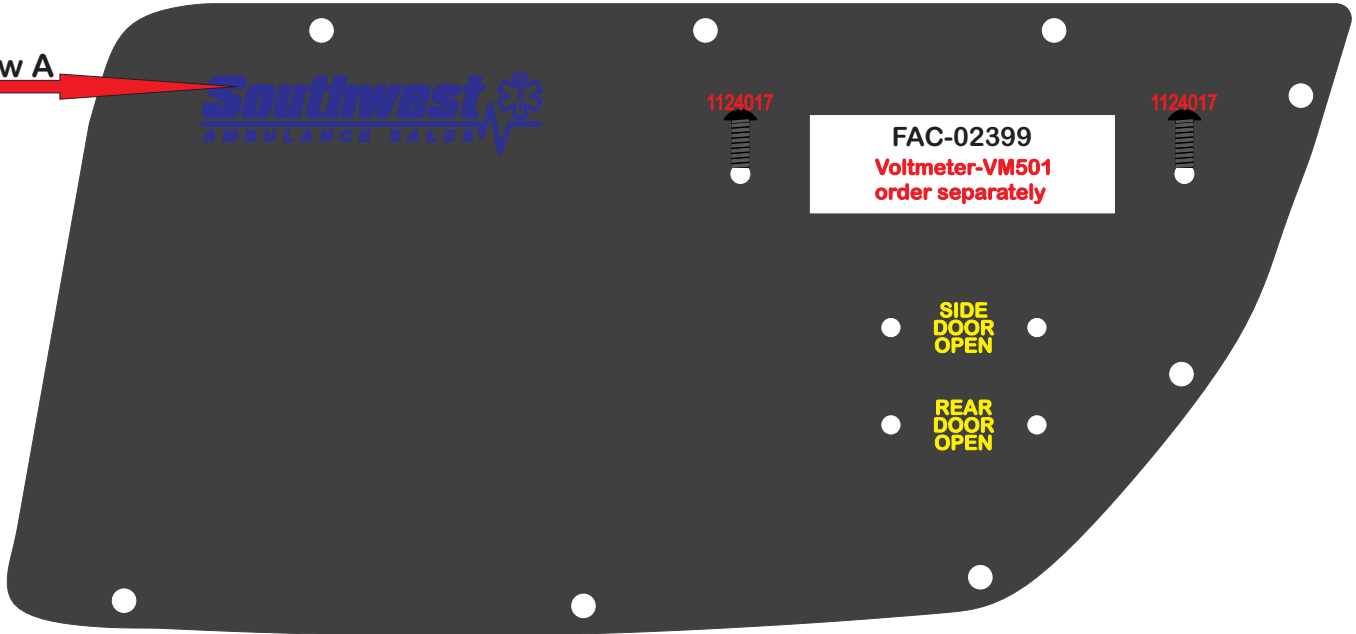 w A
Southwest
AMBULANCE SALES
1124017
1124017
FAC-02399
Voltmeter-VM501
order separately
SIDE
DOOR
OPEN
REAR
DOOR
OPEN